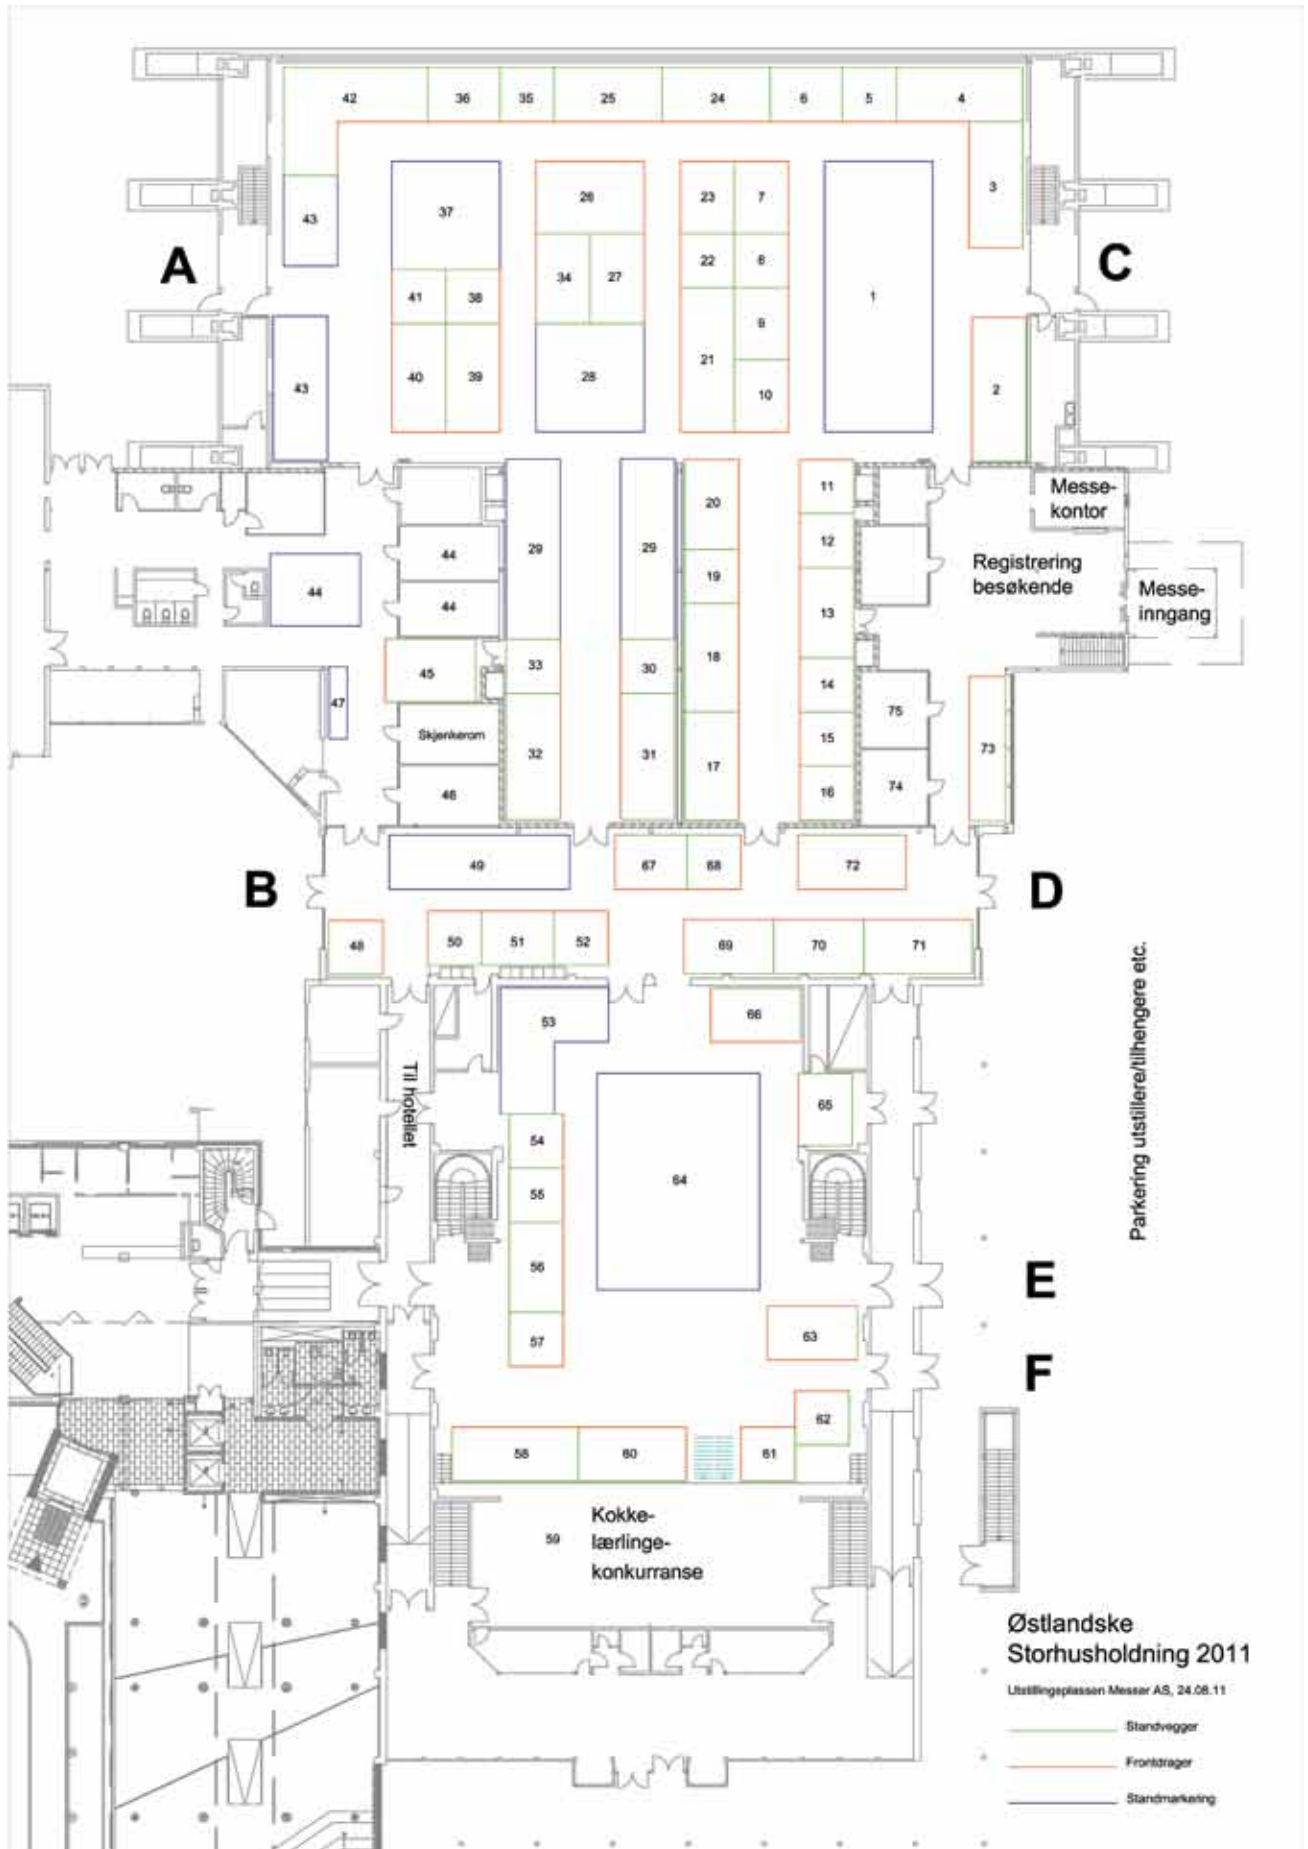 42 36 35 25 24 6 5 4
3
37 26 23 7
43
A
C
34 27 22 8
41 38 1
9
21
43 40 39 28 10 2
Messe-
kontor
20 11
29 29 12
44 44
Registrering
besøkende
19
Messe-
inngang
44 13
33 30 18
45
14
47 75
Skjenkerom
32 31 17 15 73
46 16 74
B
49 67 68 72
D
48 50 51 52 69 70 71
53 66
Til hotellet
65
54
64
55
56
57
Parkering utstillere/tilhengere etc.
E
63
F
62
58 60 61
Kokke-
59 lærlinge-
konkurranse
Østlandske
Storhusholdning 2011
Utstillingsplassen Messer AS, 24.08.11
Standvegger
Frontdrager
Standmarkering